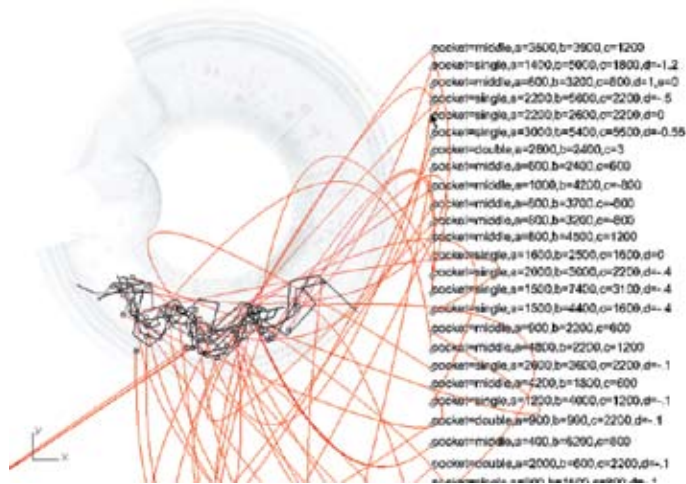 pocket=middle,a=3600,b=3900,c=1200
pocket=single,a=1400,b=5000,c=1800,d=-1.2
pocket=middle,a=600,b=3200,c=800,d=1,e=0
pocket=single,a=2200,b=5600,c=2200,d=-.5
pocket=single,a=2200,b=2600,c=2200,d=0
pocket=single,a=3000,b=5400,c=5500,d=-0.55
pocket=double,a=2600,b=2400,c=3
pocket=middle,a=600,b=2400,c=600
pocket=middle,a=1000,b=4200,c=-800
pocket=middle,a=600,b=3700,c=-800
pocket=middle,a=600,b=3200,c=-800
pocket=middle,a=600,b=4500,c=1200
pocket=single,a=1600,b=2500,c=1600,d=0
pocket=single,a=2000,b=3600,c=2200,d=-.4
pocket=single,a=1500,b=7400,c=3100,d=-.4
pocket=single,a=1500,b=4400,c=1600,d=-.4
pocket=middle,a=900,b=2200,c=600
pocket=middle,a=4800,b=2200,c=1200
pocket=single,a=2600,b=3600,c=2200,d=-.1
pocket=middle,a=4200,b=1800,c=600
pocket=single,a=1200,b=4000,c=1200,d=-.1
pocket=double,a=900,b=900,c=2200,d=-.1
pocket=middle,a=400,b=6200,c=800
pocket=double,a=2000,b=600,c=2200,d=-.1
y
x